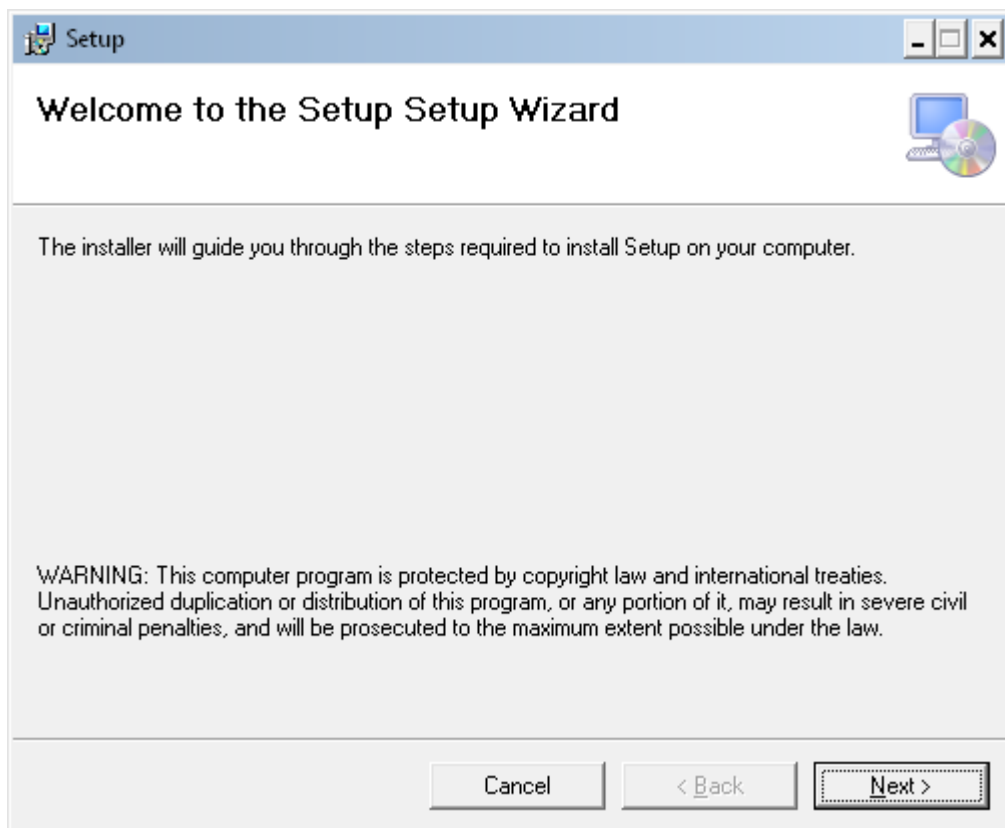 Setup
Welcome to the Setup Setup Wizard
The installer will guide you through the steps required to install Setup on your computer.
WARNING: This computer program is protected by copyright law and international treaties.
Unauthorized duplication or distribution of this program, or any portion of it, may result in severe civil
or criminal penalties, and will be prosecuted to the maximum extent possible under the law.
Cancel
< Back
Next >